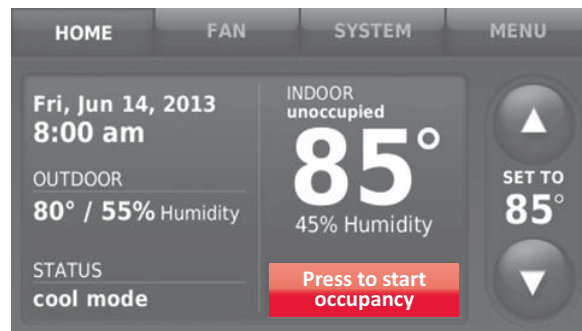 HOME
FAN
SYSTEM
MENU
Fri, Jun 14, 2013
8:00 am
OUTDOOR
80° / 55% Humidity
STATUS
cool mode
INDOOR
unoccupied
85°
45% Humidity
Press to start
occupancy
SET TO
85°